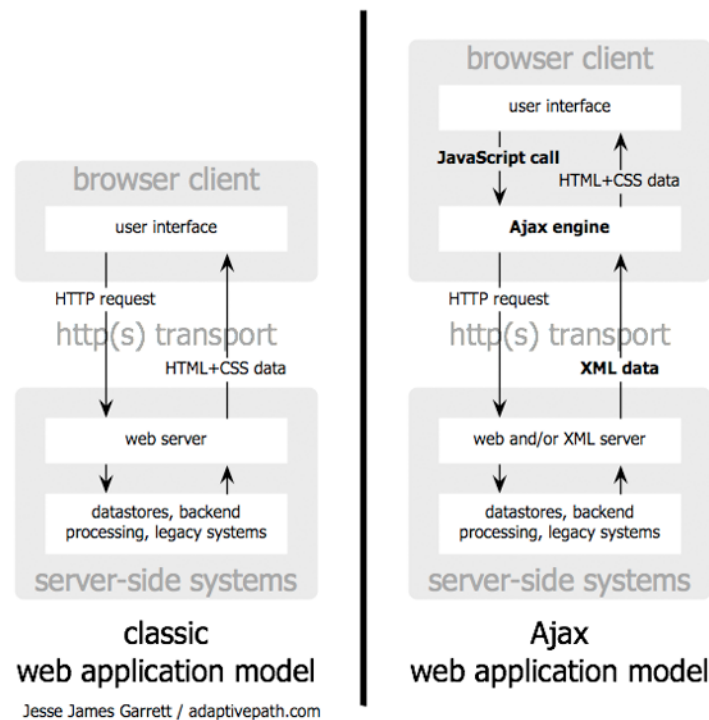 browser client
user interface
HTTP request
http(s) transport
HTML+CSS data
web server
datastores, backend
processing, legacy systems
server-side systems
classic
web application model
Jesse James Garrett / adaptivepath.com
browser client
user interface
JavaScript call
HTML+CSS data
Ajax engine
HTTP request
http(s) transport
XML data
web and/or XML server
datastores, backend
processing, legacy systems
server-side systems
Ajax
web application model